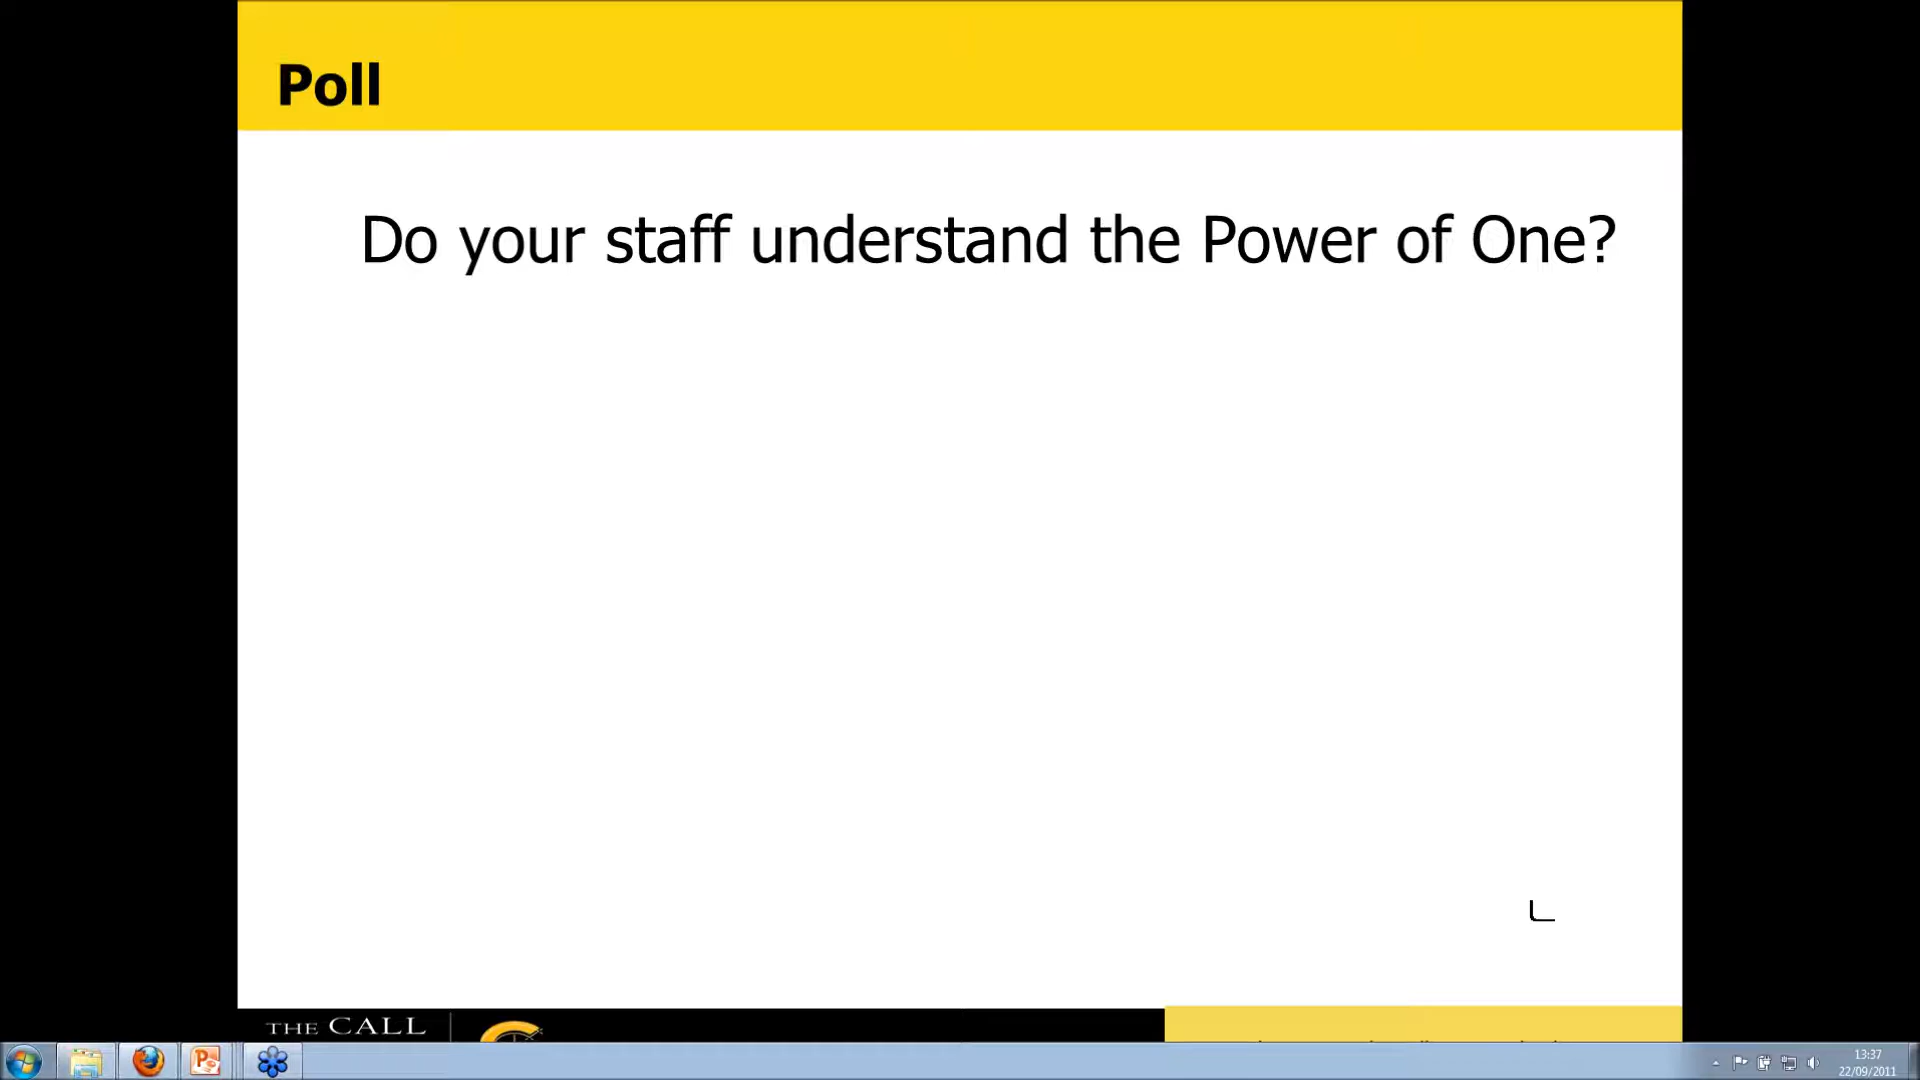 Poll
Do your staff understand the Power of One?
THE CALL
13:37
22/09/2011